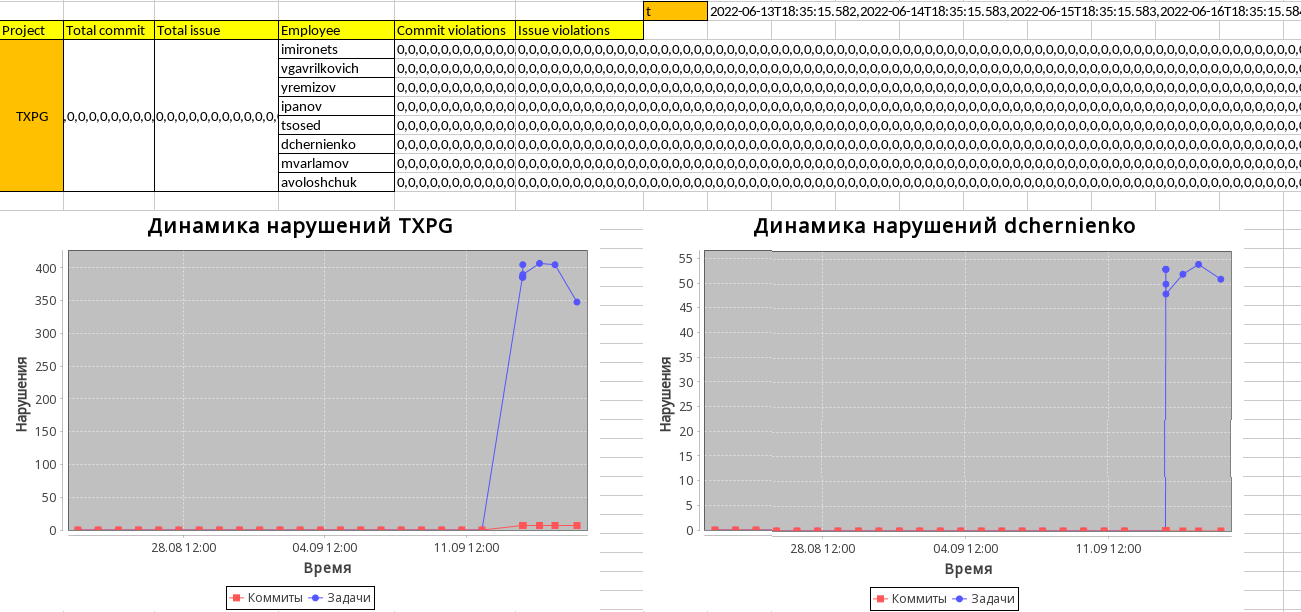 t 2022-06-13T18:35:15.582,2022-06-14T18:35:15.583,2022-06-15T18:35:15.583,2022-06-16T18:35:15.584
Project Total commit Total issue Employee Commit violations Issue violations
imironets 0,0,0,0,0,0,0,0,0,0,0,0 0,0,0,0,0,0,0,0,0,0,0,0,0,0,0,0,0,0,0,0,0,0,0,0,0,0,0,0,0,0,0,0,0,0,0,0,0,0,0,0,0,0,0,0,0,0,0,0,0,0,0,0,0,0,0,0,0,0,0,0,0,0,0,0,0,0
vgavrilkovich 0,0,0,0,0,0,0,0,0,0,0,0 0,0,0,0,0,0,0,0,0,0,0,0,0,0,0,0,0,0,0,0,0,0,0,0,0,0,0,0,0,0,0,0,0,0,0,0,0,0,0,0,0,0,0,0,0,0,0,0,0,0,0,0,0,0,0,0,0,0,0,0,0,0,0,0,0,0
yremizov 0,0,0,0,0,0,0,0,0,0,0,0 0,0,0,0,0,0,0,0,0,0,0,0,0,0,0,0,0,0,0,0,0,0,0,0,0,0,0,0,0,0,0,0,0,0,0,0,0,0,0,0,0,0,0,0,0,0,0,0,0,0,0,0,0,0,0,0,0,0,0,0,0,0,0,0,0,0
ipanov 0,0,0,0,0,0,0,0,0,0,0,0 0,0,0,0,0,0,0,0,0,0,0,0,0,0,0,0,0,0,0,0,0,0,0,0,0,0,0,0,0,0,0,0,0,0,0,0,0,0,0,0,0,0,0,0,0,0,0,0,0,0,0,0,0,0,0,0,0,0,0,0,0,0,0,0,0,0
TXPG ,0,0,0,0,0,0,0,0, 0,0,0,0,0,0,0,0,0,0,0,0,
tsosed 0,0,0,0,0,0,0,0,0,0,0,0 0,0,0,0,0,0,0,0,0,0,0,0,0,0,0,0,0,0,0,0,0,0,0,0,0,0,0,0,0,0,0,0,0,0,0,0,0,0,0,0,0,0,0,0,0,0,0,0,0,0,0,0,0,0,0,0,0,0,0,0,0,0,0,0,0,0
dchernienko 0,0,0,0,0,0,0,0,0,0,0,0 0,0,0,0,0,0,0,0,0,0,0,0,0,0,0,0,0,0,0,0,0,0,0,0,0,0,0,0,0,0,0,0,0,0,0,0,0,0,0,0,0,0,0,0,0,0,0,0,0,0,0,0,0,0,0,0,0,0,0,0,0,0,0,0,0,0
mvarlamov 0,0,0,0,0,0,0,0,0,0,0,0 0,0,0,0,0,0,0,0,0,0,0,0,0,0,0,0,0,0,0,0,0,0,0,0,0,0,0,0,0,0,0,0,0,0,0,0,0,0,0,0,0,0,0,0,0,0,0,0,0,0,0,0,0,0,0,0,0,0,0,0,0,0,0,0,0,0
avoloshchuk 0,0,0,0,0,0,0,0,0,0,0,0 0,0,0,0,0,0,0,0,0,0,0,0,0,0,0,0,0,0,0,0,0,0,0,0,0,0,0,0,0,0,0,0,0,0,0,0,0,0,0,0,0,0,0,0,0,0,0,0,0,0,0,0,0,0,0,0,0,0,0,0,0,0,0,0,0,0
Динамика нарушений TXPG
400
350
300
250
200
150
100
50
0
Нарушения
28.08 12:00 04.09 12:00 11.09 12:00
Время
Коммиты Задачи
Динамика нарушений dchernienko
55
50
45
40
35
30
25
20
15
10
5
0
Нарушения
28.08 12:00 04.09 12:00 11.09 12:00
Время
Коммиты Задачи